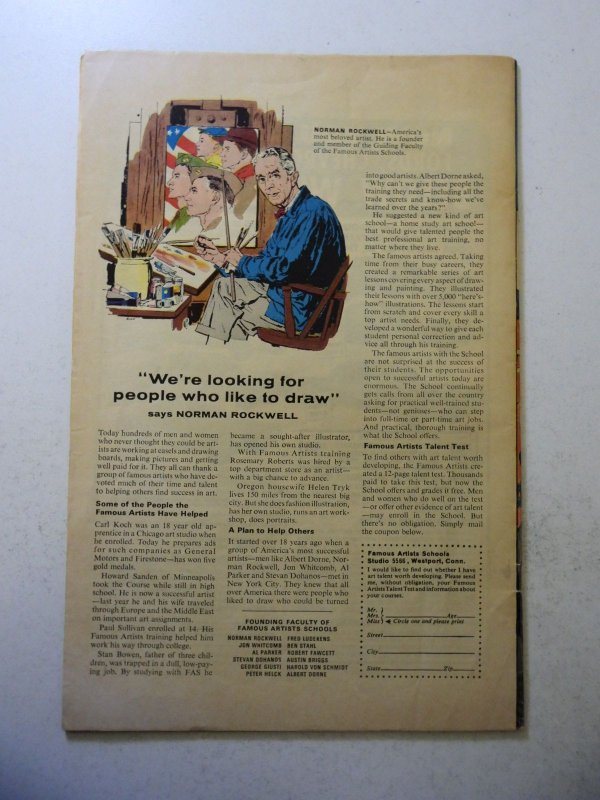 NORMAN ROCKWELL—America's
most beloved artist. He is a founder
and member of the Guiding Faculty
of the Famous Artists Schools.
"We're looking for
people who like to draw"
says NORMAN ROCKWELL
Today hundreds of men and women
who never thought they could be art-
ists are working at easels and drawing
boards, making pictures and getting
well paid for it. They all can thank a
group of famous artists who have de-
voted much of their time and talent
to helping others find success in art.
Some of the People the
Famous Artists Have Helped
Carl Koch was an 18 year old ap-
prentice in a Chicago art studio when
he enrolled. Today he prepares ads
for such companies as General
Motors and Firestone—has won five
gold medals.
Howard Sanden of Minneapolis
took the Course while still in high
school. He is now a successful artist
—last year he and his wife traveled
through Europe and the Middle East
on important art assignments.
Paul Sollivan enrolled at 14. His
Famous Artists training helped him
work his way through college.
Stan Bowen, father of three chil-
dren, was trapped in a dull, low-pay-
ing job. By studying with FAS he
became a sought-after illustrator,
has opened his own studio.
With Famous Artists training
Rosemary Roberts was hired by a
top department store as an artist—
with a big chance to advance.
Oregon housewife Helen Tryk
lives 150 miles from the nearest big
city. But she does fashion illustration,
has her own studio, runs an art work-
shop, does portraits.
A Plan to Help Others
It started over 18 years ago when a
group of America's most successful
artists—men like Albert Dorne, Nor-
man Rockwell, Jon Whitcomb, Al
Parker and Stevan Dohanos—met in
New York City. They knew that all
over America there were people who
liked to draw who could be turned
FOUNDING FACULTY OF
FAMOUS ARTISTS SCHOOLS
NORMAN ROCKWELL FRED LUDEKENS
JON WHITCOMB BEN STAHL
AL PARKER ROBERT FAWCETT
STEVAN DOHANOS AUSTIN BRIGGS
GEORGE GIUSTI HAROLD VON SCHMIDT
PETER HELCK ALBERT DORNE
into good artists. Albert Dorne asked,
"Why can't we give these people the
training they need—including all the
trade secrets and know-how we've
learned over the years?"
He suggested a new kind of art
school—a home study art school—
that would give talented people the
best professional art training, no
matter where they live.
The famous artists agreed. Taking
time from their busy careers, they
created a remarkable series of art
lessons covering every aspect of draw-
ing and painting. They illustrated
their lessons with over 5,000 "here's-
how" illustrations. The lessons start
from scratch and cover every skill a
top artist needs. Finally, they de-
veloped a wonderful way to give each
student personal correction and ad-
vice all through his training.
The famous artists with the School
are not surprised at the success of
their students. The opportunities
open to successful artists today are
enormous. The School continually
gets calls from all over the country
asking for practical well-trained stu-
dents—not geniuses—who can step
into full-time or part-time art jobs.
And practical, thorough training is
what the School offers.
Famous Artists Talent Test
To find others with art talent worth
developing, the Famous Artists cre-
ated a 12-page talent test. Thousands
paid to take this test, but now the
School offers and grades it free. Men
and women who do well on the test
—or offer other evidence of art talent
—may enroll in the School. But
there's no obligation. Simply mail
the coupon below.
Famous Artists Schools
Studio 5566, Westport, Conn.
I would like to find out whether I have
art talent worth developing. Please send
me, without obligation, your Famous
Artists Talent Test and information about
your courses.
Mr.
Mrs. Age
Miss Circle one and please print
Street
City
State Zip